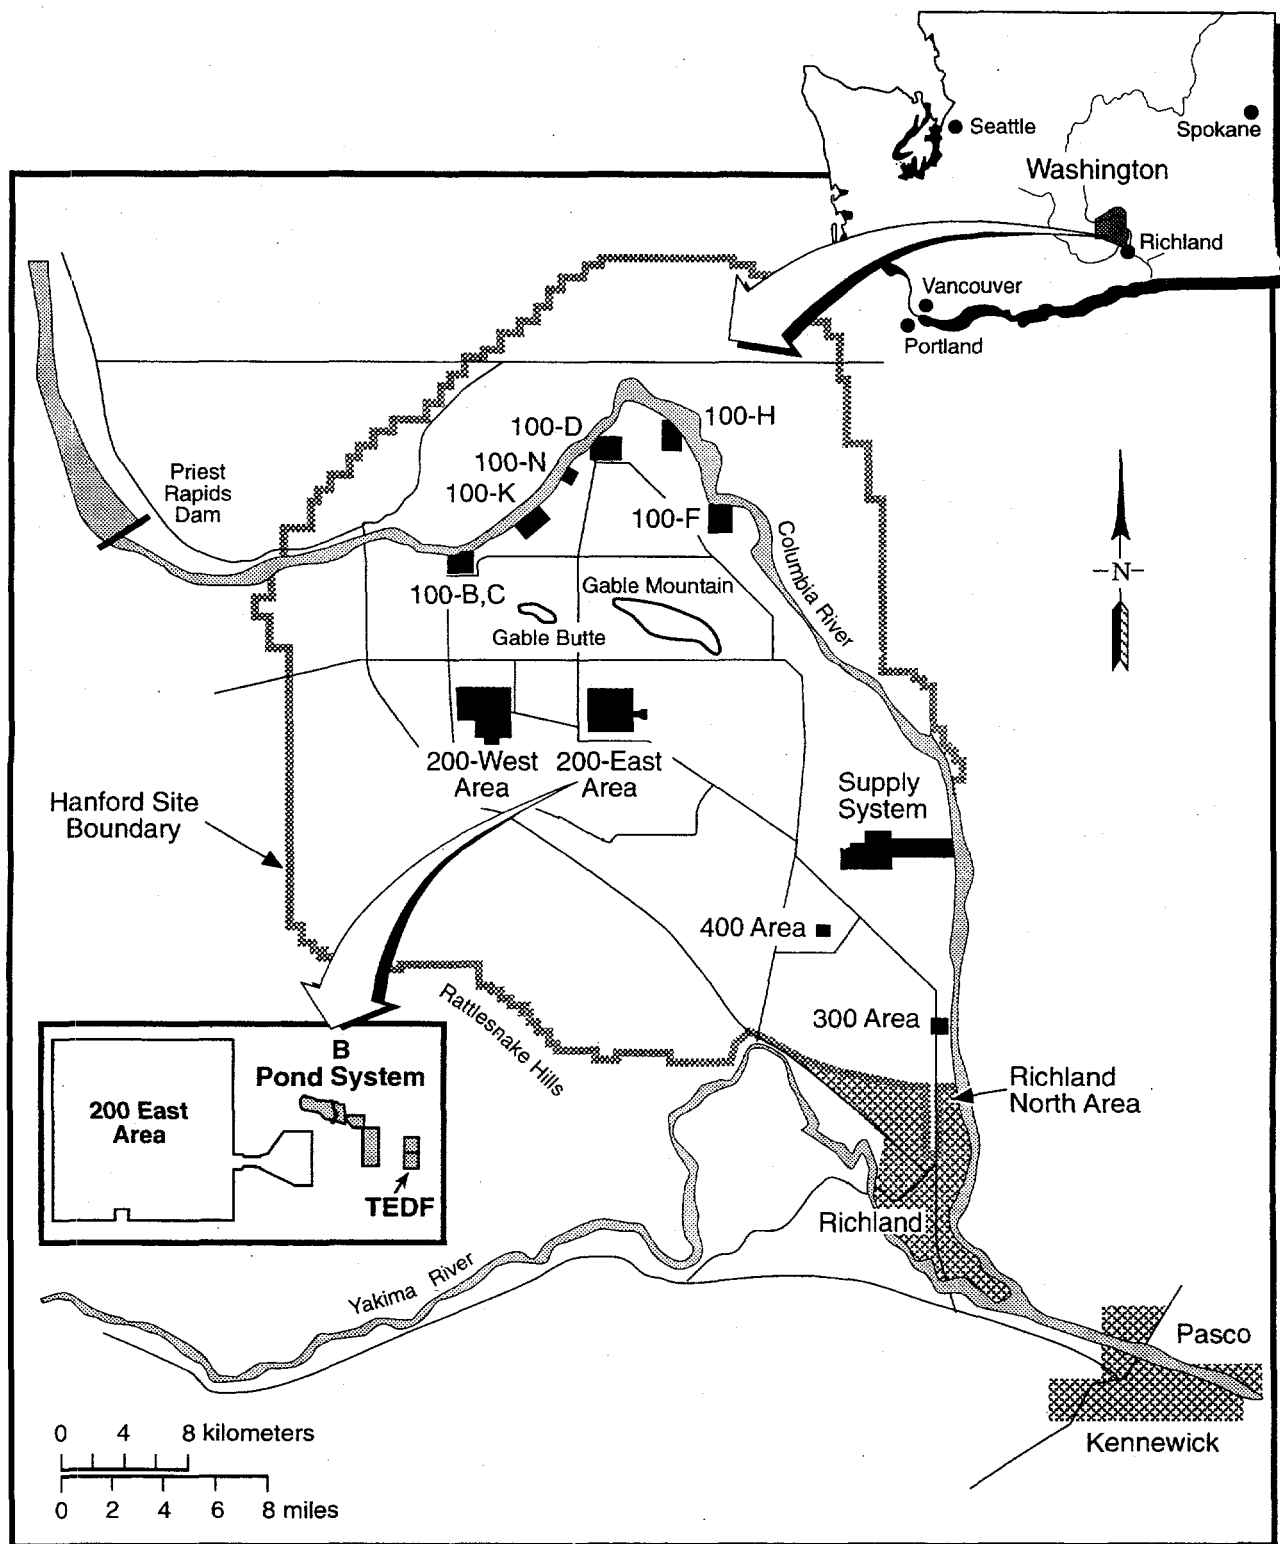 Seattle
Spokane
Washington
Richland
Vancouver
Portland
100-H
100-D
100-N
100-K
100-F
Priest
Rapids
Dam
Columbia River
-N-
100-B,C
Gable Mountain
Gable Butte
200-West
Area
200-East
Area
Supply
System
Hanford Site
Boundary
400 Area
300 Area
Rattlesnake Hills
Richland
North Area
B
Pond System
200 East
Area
TEDF
Richland
Yakima River
Pasco
Kennewick
0 4 8 kilometers
0 2 4 6 8 miles